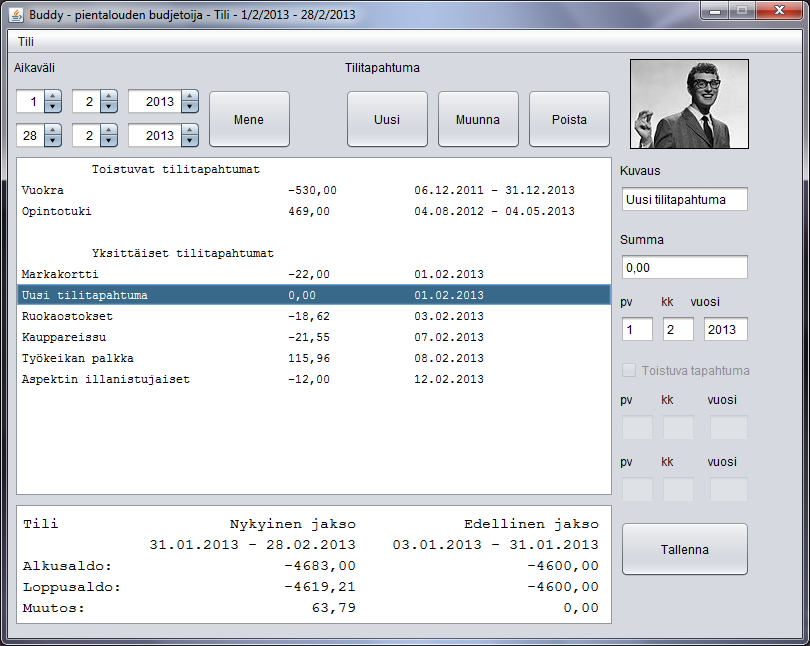 Buddy - pientalouden budjetoija - Tili - 1/2/2013 - 28/2/2013
Tili
Aikaväli
Tilitapahtuma
1 2 2013
28 2 2013
Mene
Uusi
Muunna
Poista
Toistuvat tilitapahtumat
Vuokra -530,00 06.12.2011 - 31.12.2013
Opintotuki 469,00 04.08.2012 - 04.05.2013
Yksittäiset tilitapahtumat
Markakortti -22,00 01.02.2013
Uusi tilitapahtuma 0,00 01.02.2013
Ruokaostokset -18,62 03.02.2013
Kauppareissu -21,55 07.02.2013
Työkeikan palkka 115,96 08.02.2013
Aspektin illanistujaiset -12,00 12.02.2013
Kuvaus
Uusi tilitapahtuma
Summa
0,00
pv kk vuosi
1 2 2013
Toistuva tapahtuma
pv kk vuosi
pv kk vuosi
Tallenna
Tili Nykyinen jakso Edellinen jakso
31.01.2013 - 28.02.2013 03.01.2013 - 31.01.2013
Alkusaldo: -4683,00 -4600,00
Loppusaldo: -4619,21 -4600,00
Muutos: 63,79 0,00